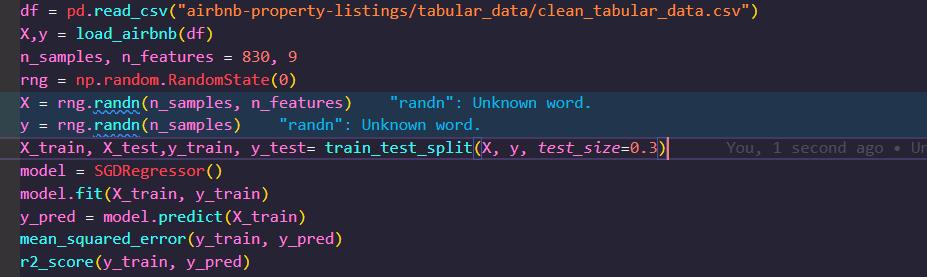 df = pd.read_csv("airbnb-property-listings/tabular_data/clean_tabular_data.csv")
X,y = load_airbnb(df)
n_samples, n_features = 830, 9
rng = np.random.RandomState(0)
X = rng.randn(n_samples, n_features) "randn": Unknown word.
y = rng.randn(n_samples) "randn": Unknown word.
X_train, X_test,y_train, y_test= train_test_split(X, y, test_size=0.3) You, 1 second ago • Un
model = SGDRegressor()
model.fit(X_train, y_train)
y_pred = model.predict(X_train)
mean_squared_error(y_train, y_pred)
r2_score(y_train, y_pred)